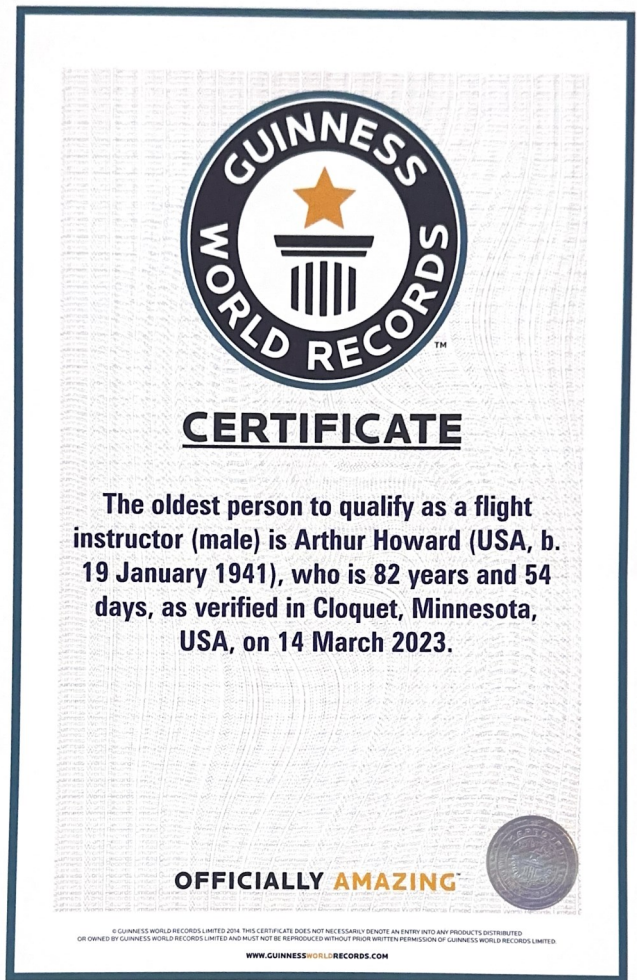 GUINNESS
WORLD RECORDS
TM
CERTIFICATE
The oldest person to qualify as a flight
instructor (male) is Arthur Howard (USA, b.
19 January 1941), who is 82 years and 54
days, as verified in Cloquet, Minnesota,
USA, on 14 March 2023.
OFFICIALLY AMAZING™
© GUINNESS WORLD RECORDS LIMITED 2014. THIS CERTIFICATE DOES NOT NECESSARILY DENOTE AN ENTRY INTO ANY PRODUCTS DISTRIBUTED
OR OWNED BY GUINNESS WORLD RECORDS LIMITED AND MUST NOT BE REPRODUCED WITHOUT PRIOR WRITTEN PERMISSION OF GUINNESS WORLD RECORDS LIMITED.
WWW.GUINNESSWORLDRECORDS.COM